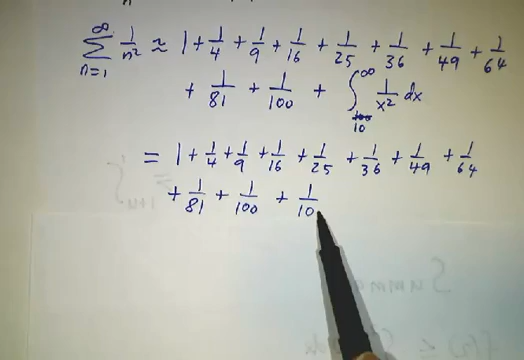 ∑_{n=1}^{∞} 1/n² ≈ 1 + 1/4 + 1/9 + 1/16 + 1/25 + 1/36 + 1/49 + 1/64
+ 1/81 + 1/100 + ∫_{10}^{∞} 1/x² dx
= 1 + 1/4 + 1/9 + 1/16 + 1/25 + 1/36 + 1/49 + 1/64
+ 1/81 + 1/100 + 1/10